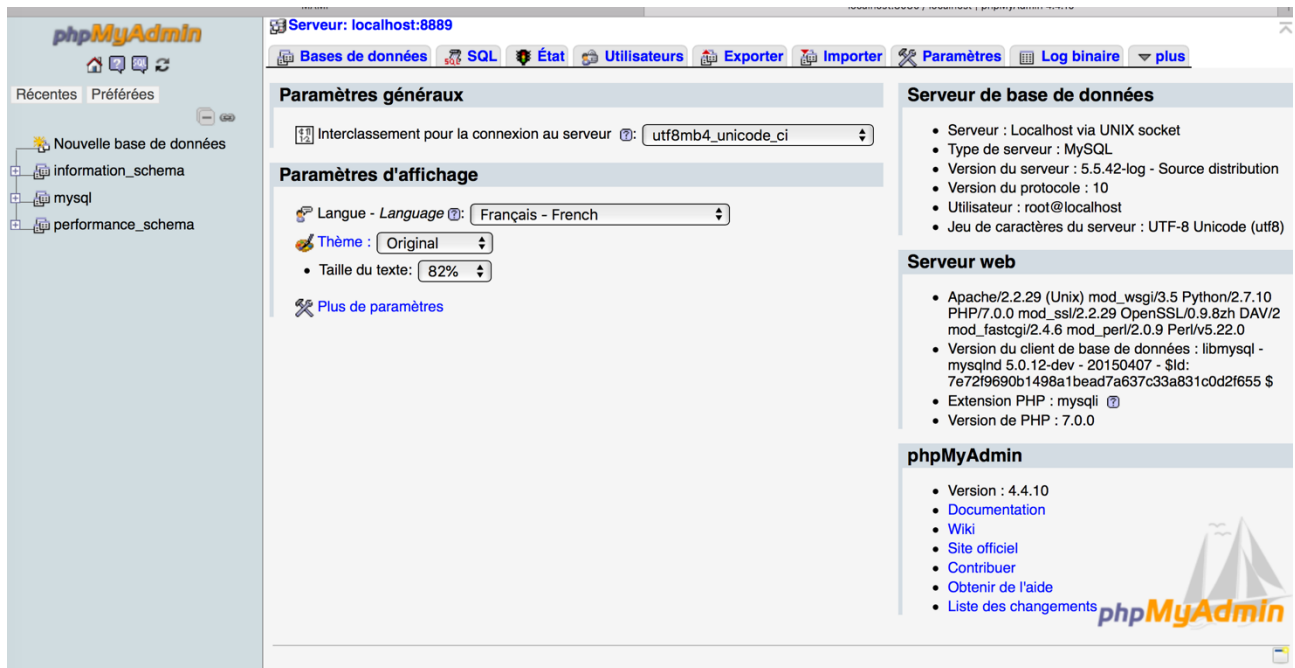 phpMyAdmin
Récentes Préférées
Nouvelle base de données
information_schema
mysql
performance_schema
Serveur: localhost:8889
Bases de données SQL État Utilisateurs Exporter Importer Paramètres Log binaire plus
Paramètres généraux
Interclassement pour la connexion au serveur : utf8mb4_unicode_ci
Paramètres d'affichage
Langue - Language : Français - French
Thème : Original
• Taille du texte: 82%
Plus de paramètres
Serveur de base de données
• Serveur : Localhost via UNIX socket
• Type de serveur : MySQL
• Version du serveur : 5.5.42-log - Source distribution
• Version du protocole : 10
• Utilisateur : root@localhost
• Jeu de caractères du serveur : UTF-8 Unicode (utf8)
Serveur web
• Apache/2.2.29 (Unix) mod_wsgi/3.5 Python/2.7.10
PHP/7.0.0 mod_ssl/2.2.29 OpenSSL/0.9.8zh DAV/2
mod_fastcgi/2.4.6 mod_perl/2.0.9 Perl/v5.22.0
• Version du client de base de données : libmysql -
mysqlnd 5.0.12-dev - 20150407 - $Id:
7e72f9690b1498a1bead7a637c33a831c0d2f655 $
• Extension PHP : mysqli
• Version de PHP : 7.0.0
phpMyAdmin
• Version : 4.4.10
• Documentation
• Wiki
• Site officiel
• Contribuer
• Obtenir de l'aide
• Liste des changements
phpMyAdmin